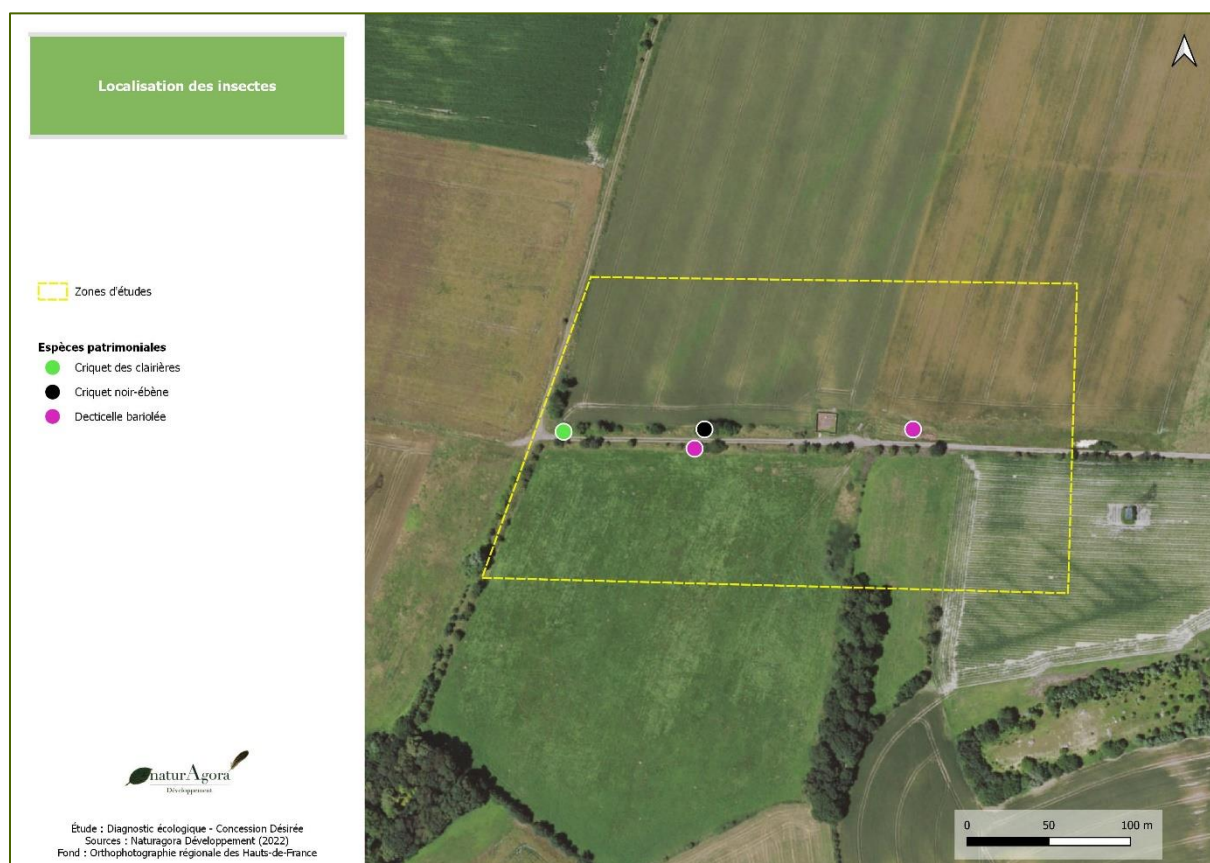 Localisation des insectes
Zones d'études
Espèces patrimoniales
Criquet des clairières
Criquet noir-ébène
Decticelle bariolée
naturAgora
Développement
Étude : Diagnostic écologique - Concession Désirée
Sources : Naturagora Développement (2022)
Fond : Orthophotographie régionale des Hauts-de-France
0 50 100 m